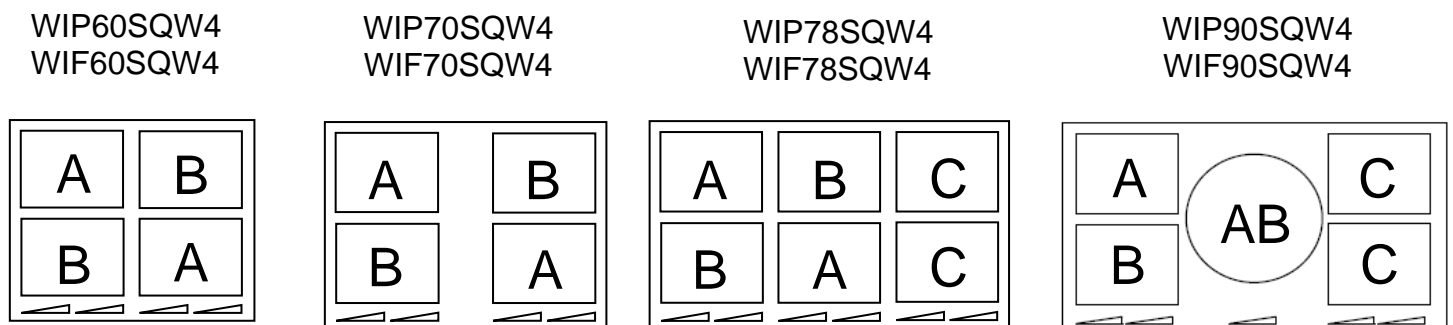 WIP60SQW4
WIF60SQW4
WIP70SQW4
WIF70SQW4
WIP78SQW4
WIF78SQW4
WIP90SQW4
WIF90SQW4
A B
B A
A B
B A
A B C
B A C
A AB C
B C